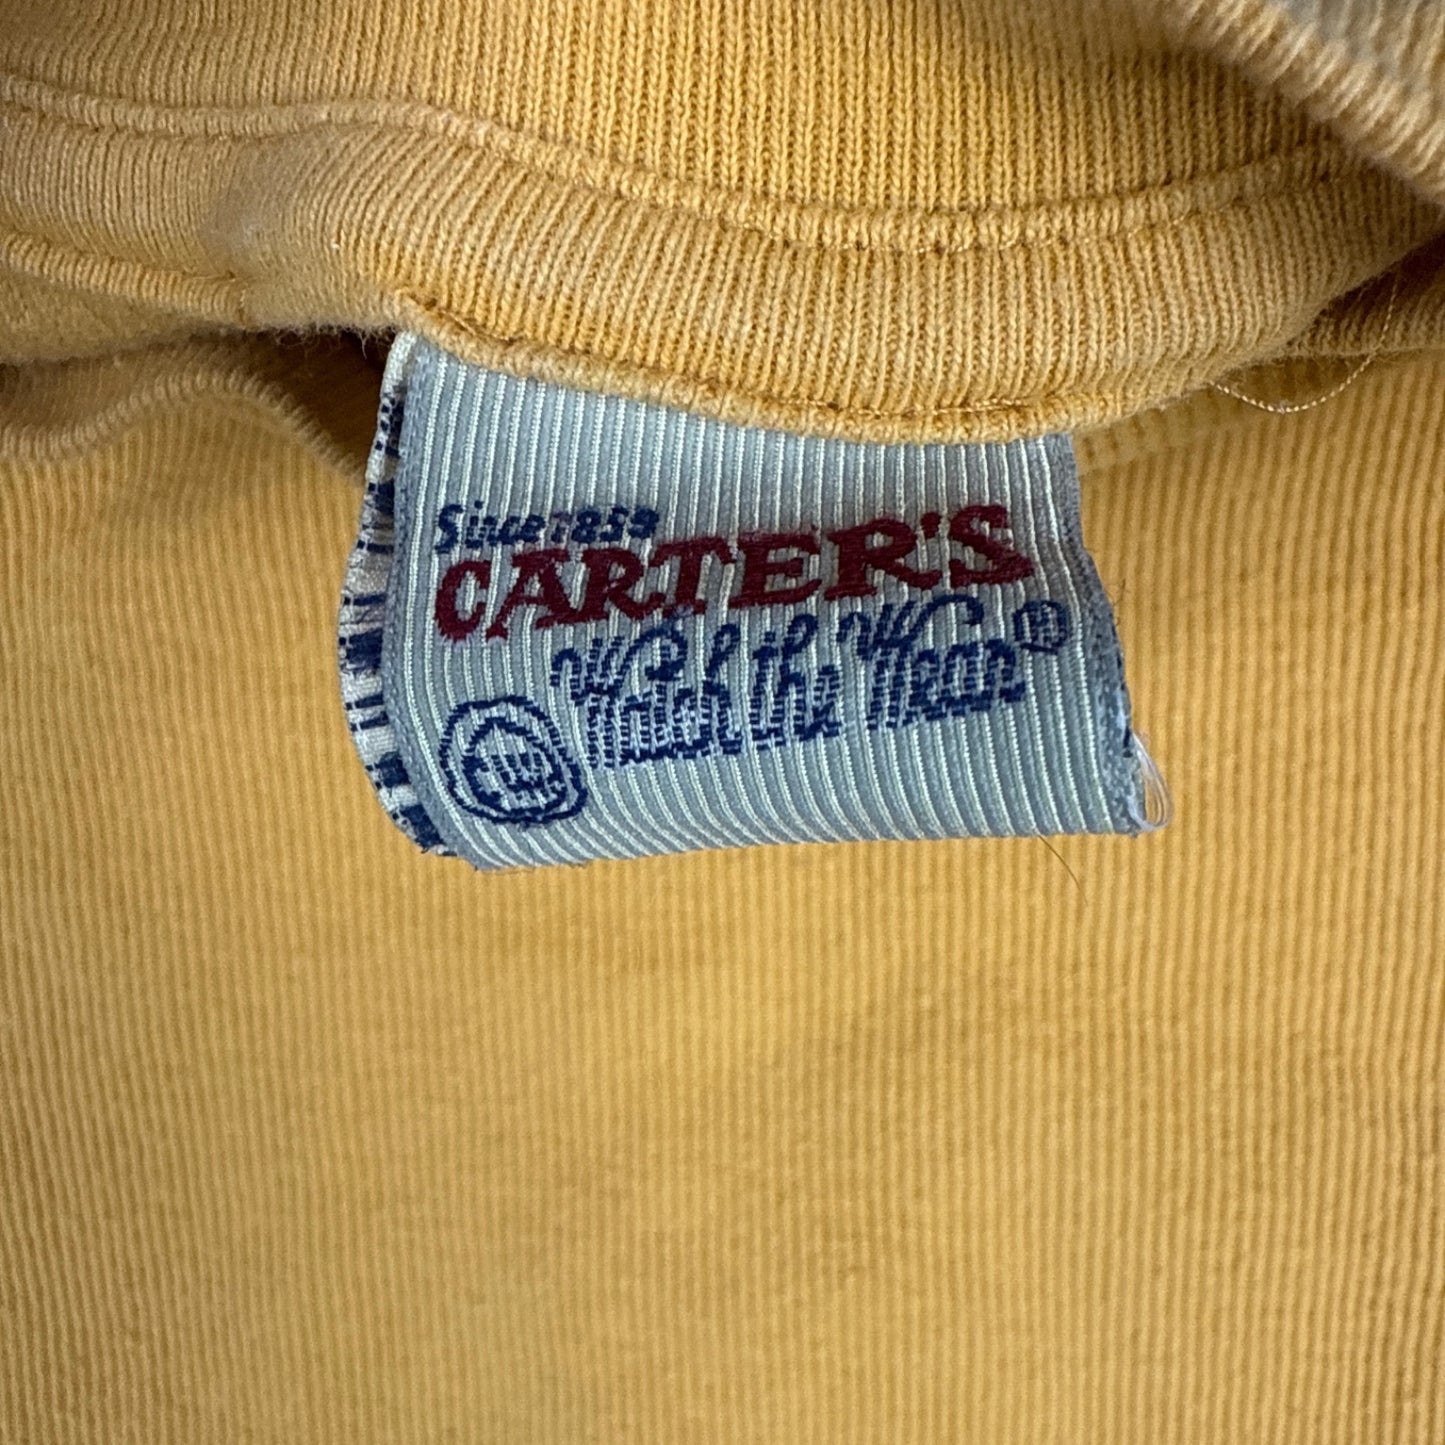 Since 1859
CARTER'S
Watch the Wear®